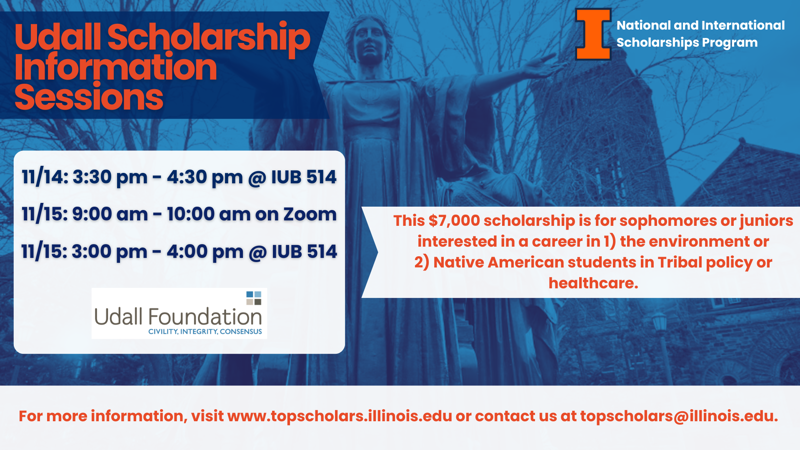 Udall Scholarship
Information
Sessions
National and International
Scholarships Program
11/14: 3:30 pm - 4:30 pm @ IUB 514
11/15: 9:00 am - 10:00 am on Zoom
11/15: 3:00 pm - 4:00 pm @ IUB 514
Udall Foundation
CIVILITY, INTEGRITY, CONSENSUS
This $7,000 scholarship is for sophomores or juniors
interested in a career in 1) the environment or
2) Native American students in Tribal policy or
healthcare.
For more information, visit www.topscholars.illinois.edu or contact us at topscholars@illinois.edu.